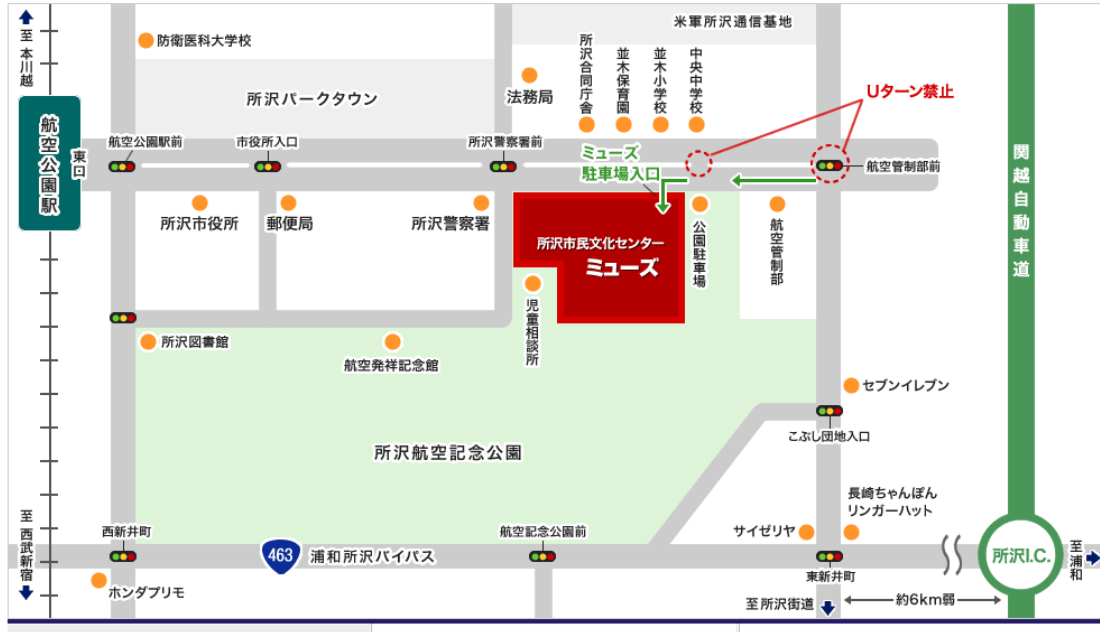 至 本川越
防衛医科大学校
米軍所沢通信基地
所沢パークタウン
法務局
所沢合同庁舎
並木保育園
並木小学校
中央中学校
Uターン禁止
航空公園駅
東口
航空公園駅前
市役所入口
所沢警察署前
ミューズ
駐車場入口
航空管制部前
関越自動車道
所沢市役所
郵便局
所沢警察署
所沢市民文化センター
ミューズ
公園駐車場
航空管制部
児童相談所
所沢図書館
航空発祥記念館
セブンイレブン
こぶし団地入口
所沢航空記念公園
長崎ちゃんぽん
リンガーハット
サイゼリヤ
至 西武新宿
西新井町
463
浦和所沢バイパス
航空記念公園前
東新井町
所沢I.C.
至 浦和
ホンダプリモ
至所沢街道
約6km弱